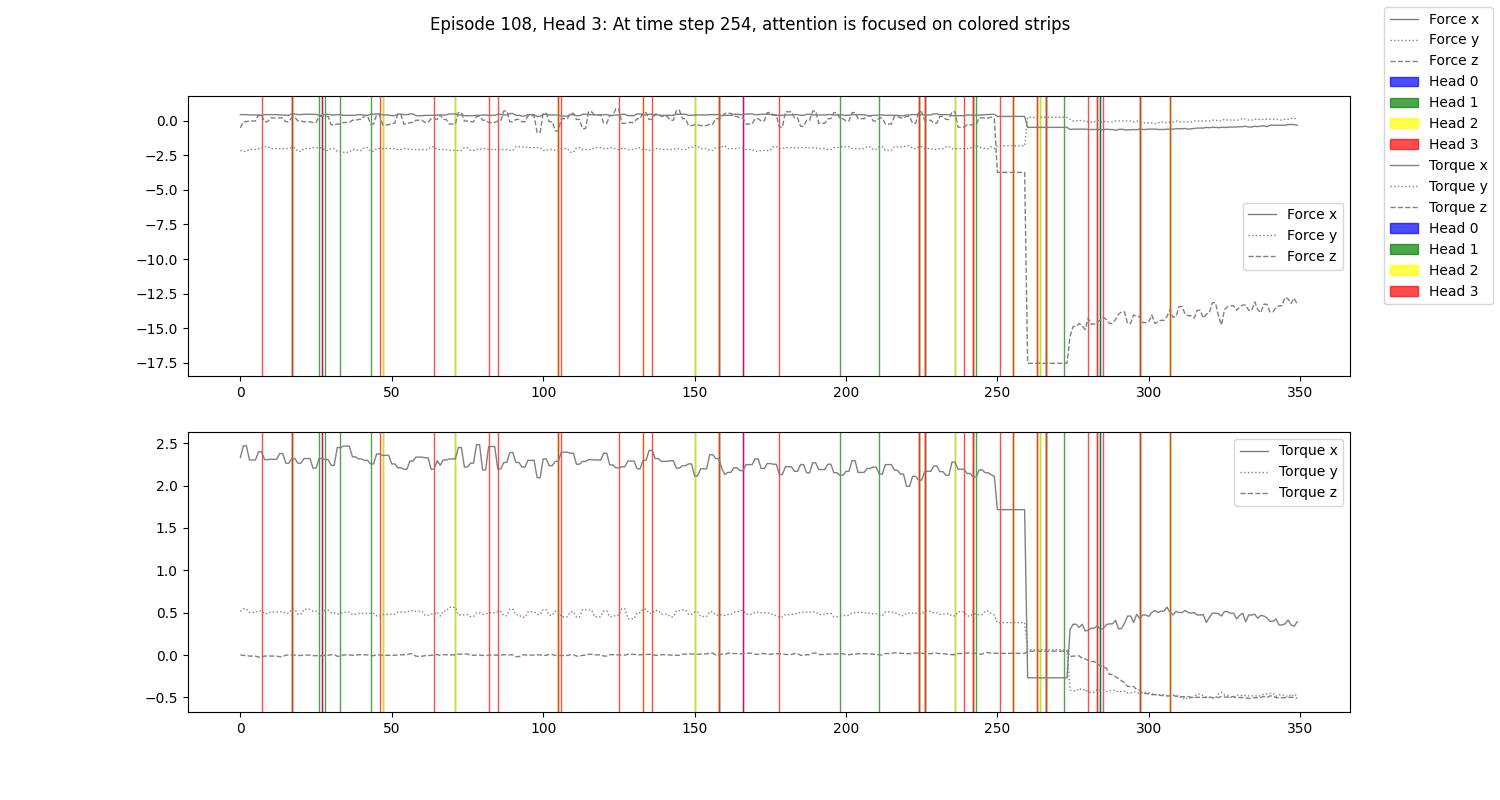 Episode 108, Head 3: At time step 254, attention is focused on colored strips
Force x
Force y
Force z
Head 0
Head 1
Head 2
Head 3
Torque x
Torque y
Torque z
Head 0
Head 1
Head 2
Head 3
0.0
−2.5
−5.0
−7.5
−10.0
−12.5
−15.0
−17.5
Force x
Force y
Force z
0 50 100 150 200 250 300 350
2.5
2.0
1.5
1.0
0.5
0.0
−0.5
Torque x
Torque y
Torque z
0 50 100 150 200 250 300 350